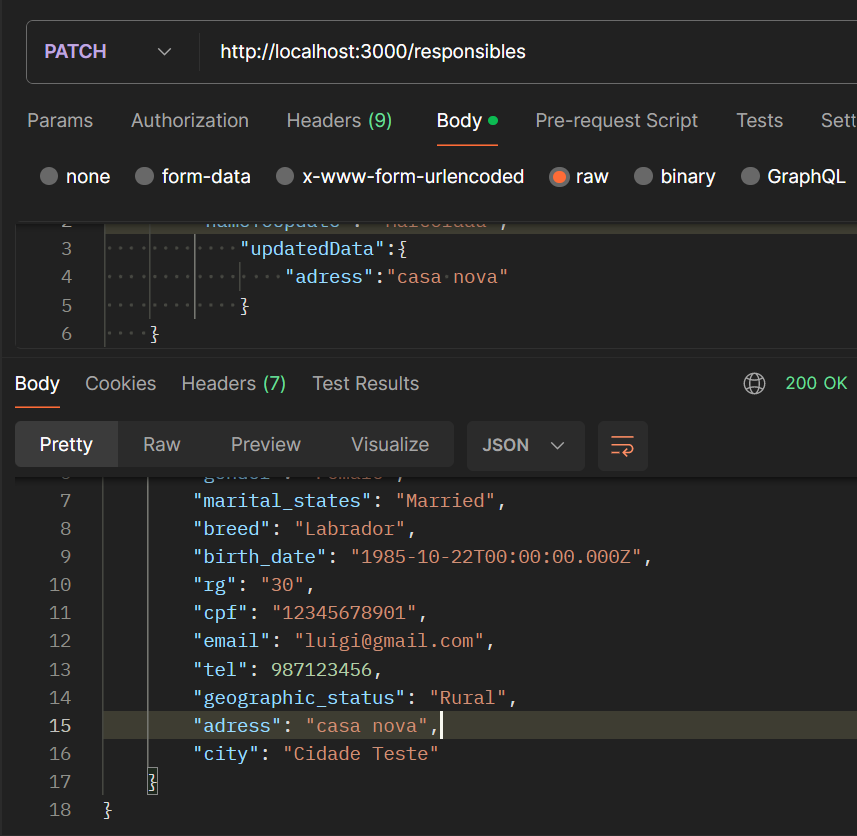 PATCH http://localhost:3000/responsibles
Params Authorization Headers (9) Body Pre-request Script Tests Sett
none form-data x-www-form-urlencoded raw binary GraphQL
3 "updatedData":{
4 "adress":"casa nova"
5 }
6 }
Body Cookies Headers (7) Test Results 200 OK
Pretty Raw Preview Visualize JSON
7 "marital_states": "Married",
8 "breed": "Labrador",
9 "birth_date": "1985-10-22T00:00:00.000Z",
10 "rg": "30",
11 "cpf": "12345678901",
12 "email": "luigi@gmail.com",
13 "tel": 987123456,
14 "geographic_status": "Rural",
15 "adress": "casa nova",
16 "city": "Cidade Teste"
17 }
18 }